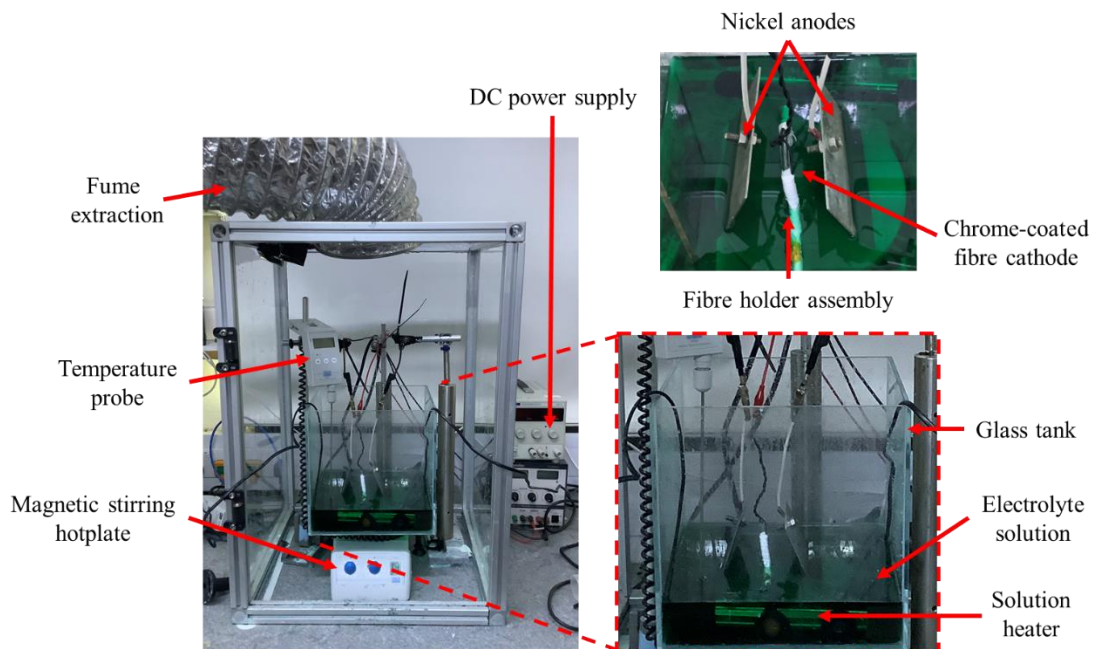 Nickel anodes
DC power supply
Fume
extraction
Chrome-coated
fibre cathode
Fibre holder assembly
Temperature
probe
Glass tank
Magnetic stirring
hotplate
Electrolyte
solution
Solution
heater